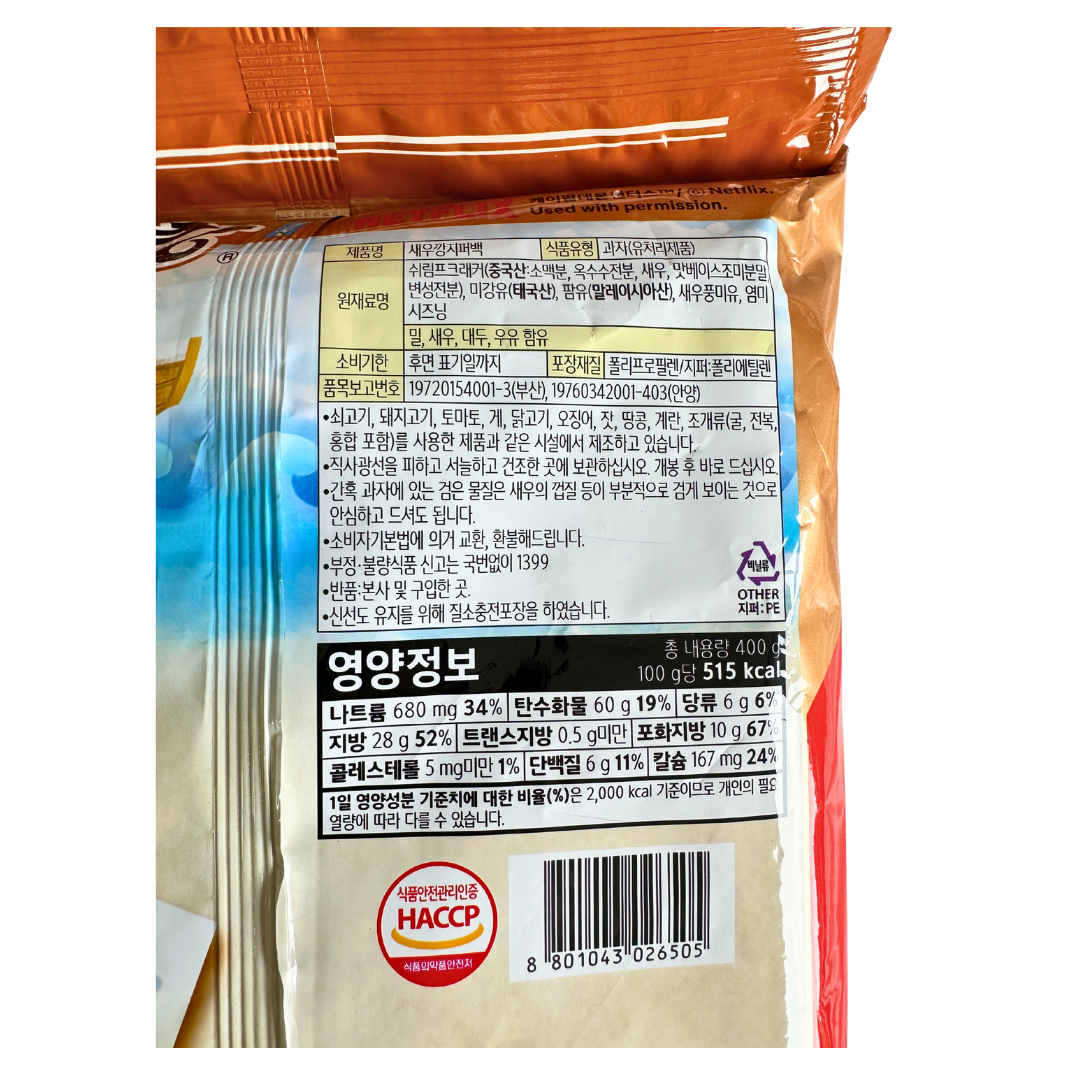 NETFLIX
케이팝데몬헌터스™/ © Netflix.
Used with permission.
®
제품명 새우깡지퍼백 식품유형 과자(유처리제품)
원재료명 쉬림프크래커(중국산:소맥분, 옥수수전분, 새우, 맛베이스조미분말,
변성전분), 미강유(태국산), 팜유(말레이시아산), 새우풍미유, 염미
시즈닝
밀, 새우, 대두, 우유 함유
소비기한 후면 표기일까지 포장재질 폴리프로필렌/지퍼:폴리에틸렌
품목보고번호 19720154001-3(부산), 19760342001-403(안양)
•쇠고기, 돼지고기, 토마토, 게, 닭고기, 오징어, 잣, 땅콩, 계란, 조개류(굴, 전복,
홍합 포함)를 사용한 제품과 같은 시설에서 제조하고 있습니다.
•직사광선을 피하고 서늘하고 건조한 곳에 보관하십시오. 개봉 후 바로 드십시오.
•간혹 과자에 있는 검은 물질은 새우의 껍질 등이 부분적으로 검게 보이는 것으로
안심하고 드셔도 됩니다.
•소비자기본법에 의거 교환, 환불해드립니다.
•부정·불량식품 신고는 국번없이 1399
•반품:본사 및 구입한 곳.
•신선도 유지를 위해 질소충전포장을 하였습니다.
비닐류
OTHER
지퍼:PE
영양정보
총 내용량 400 g
100 g당 515 kcal
나트륨 680 mg 34% 탄수화물 60 g 19% 당류 6 g 6%
지방 28 g 52% 트랜스지방 0.5 g미만 포화지방 10 g 67%
콜레스테롤 5 mg미만 1% 단백질 6 g 11% 칼슘 167 mg 24%
1일 영양성분 기준치에 대한 비율(%)은 2,000 kcal 기준이므로 개인의 필요
열량에 따라 다를 수 있습니다.
식품안전관리인증
HACCP
식품의약품안전처
8 801043 026505